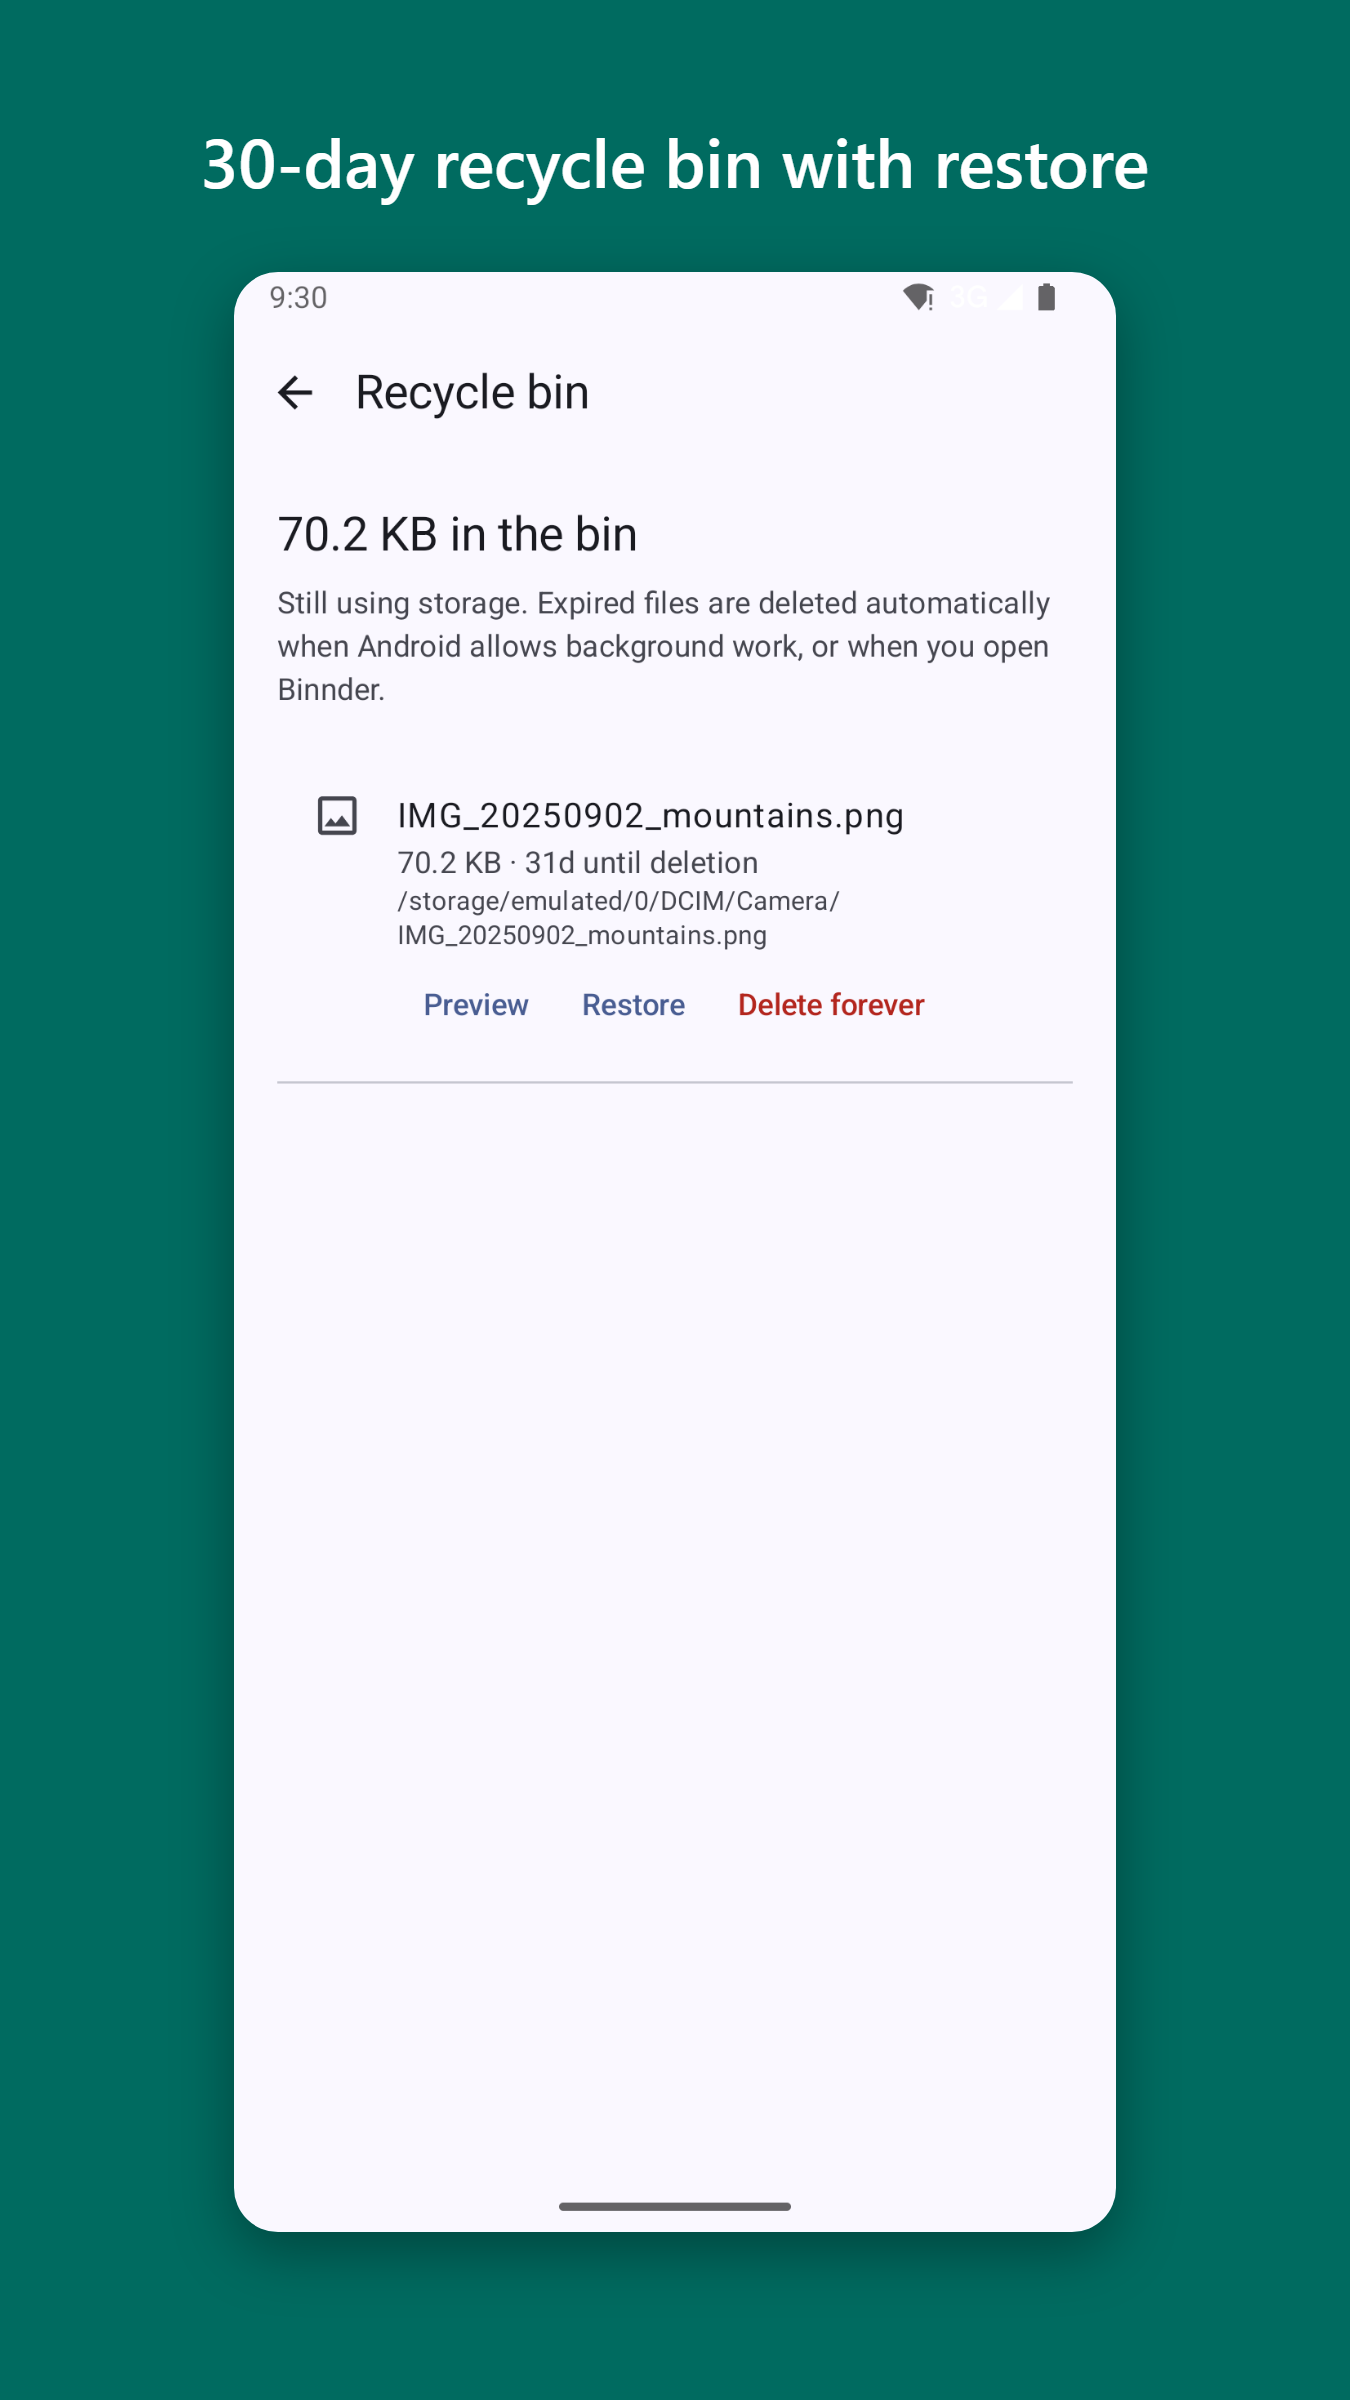 30-day recycle bin with restore
9:30
3G
Recycle bin
70.2 KB in the bin
Still using storage. Expired files are deleted automatically
when Android allows background work, or when you open
Binnder.
IMG_20250902_mountains.png
70.2 KB · 31d until deletion
/storage/emulated/0/DCIM/Camera/
IMG_20250902_mountains.png
Preview Restore Delete forever